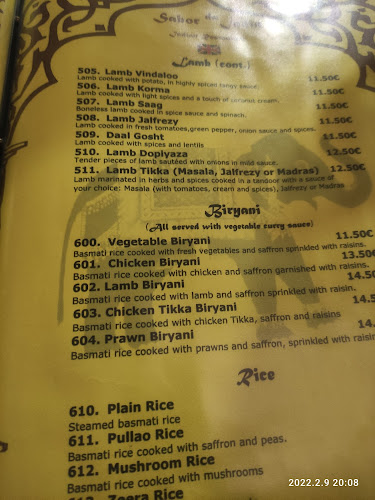 Sabor de
Lamb (cont.)
505. Lamb Vindaloo 11.50€
Lamb cooked with potato, in highly spiced tangy sauce.
506. Lamb Korma 11.50€
Lamb cooked with light spices and a touch of coconut cream.
507. Lamb Saag 11.50€
Boneless lamb cooked in spice sauce and spinach.
508. Lamb Jalfrezy 11.50€
Lamb cooked in fresh tomatoes,green pepper, onion sauce and spices.
509. Daal Gosht 11.50€
Lamb cooked with spices and lentils
510. Lamb Dopiyaza 12.50€
Tender pieces of lamb sautéed with onions in mild sauce.
511. Lamb Tikka (Masala, Jalfrezy or Madras) 12.50€
Lamb marinated in herbs and spices cooked in a tandoor with a sauce of
your choice: Masala (with tomatoes, cream and spices), Jalfrezy or Madras
Biryani
(All served with vegetable curry sauce)
600. Vegetable Biryani 11.50€
Basmati rice cooked with fresh vegetables and saffron sprinkled with raisins.
601. Chicken Biryani 13.50€
Basmati rice cooked with chicken and saffron garnished with raisins.
602. Lamb Biryani 14.5
Basmati rice cooked with lamb and saffron sprinkled with raisins.
603. Chicken Tikka Biryani 14.5
Basmati rice cooked with chicken Tikka, saffron and raisins
604. Prawn Biryani 14.
Basmati rice cooked with prawns and saffron, sprinkled with raisin
Rice
610. Plain Rice
Steamed basmati rice
611. Pullao Rice
Basmati rice cooked with saffron and peas.
612. Mushroom Rice
Basmati rice cooked with mushrooms
Zeera Rice
2022.2.9 20:08